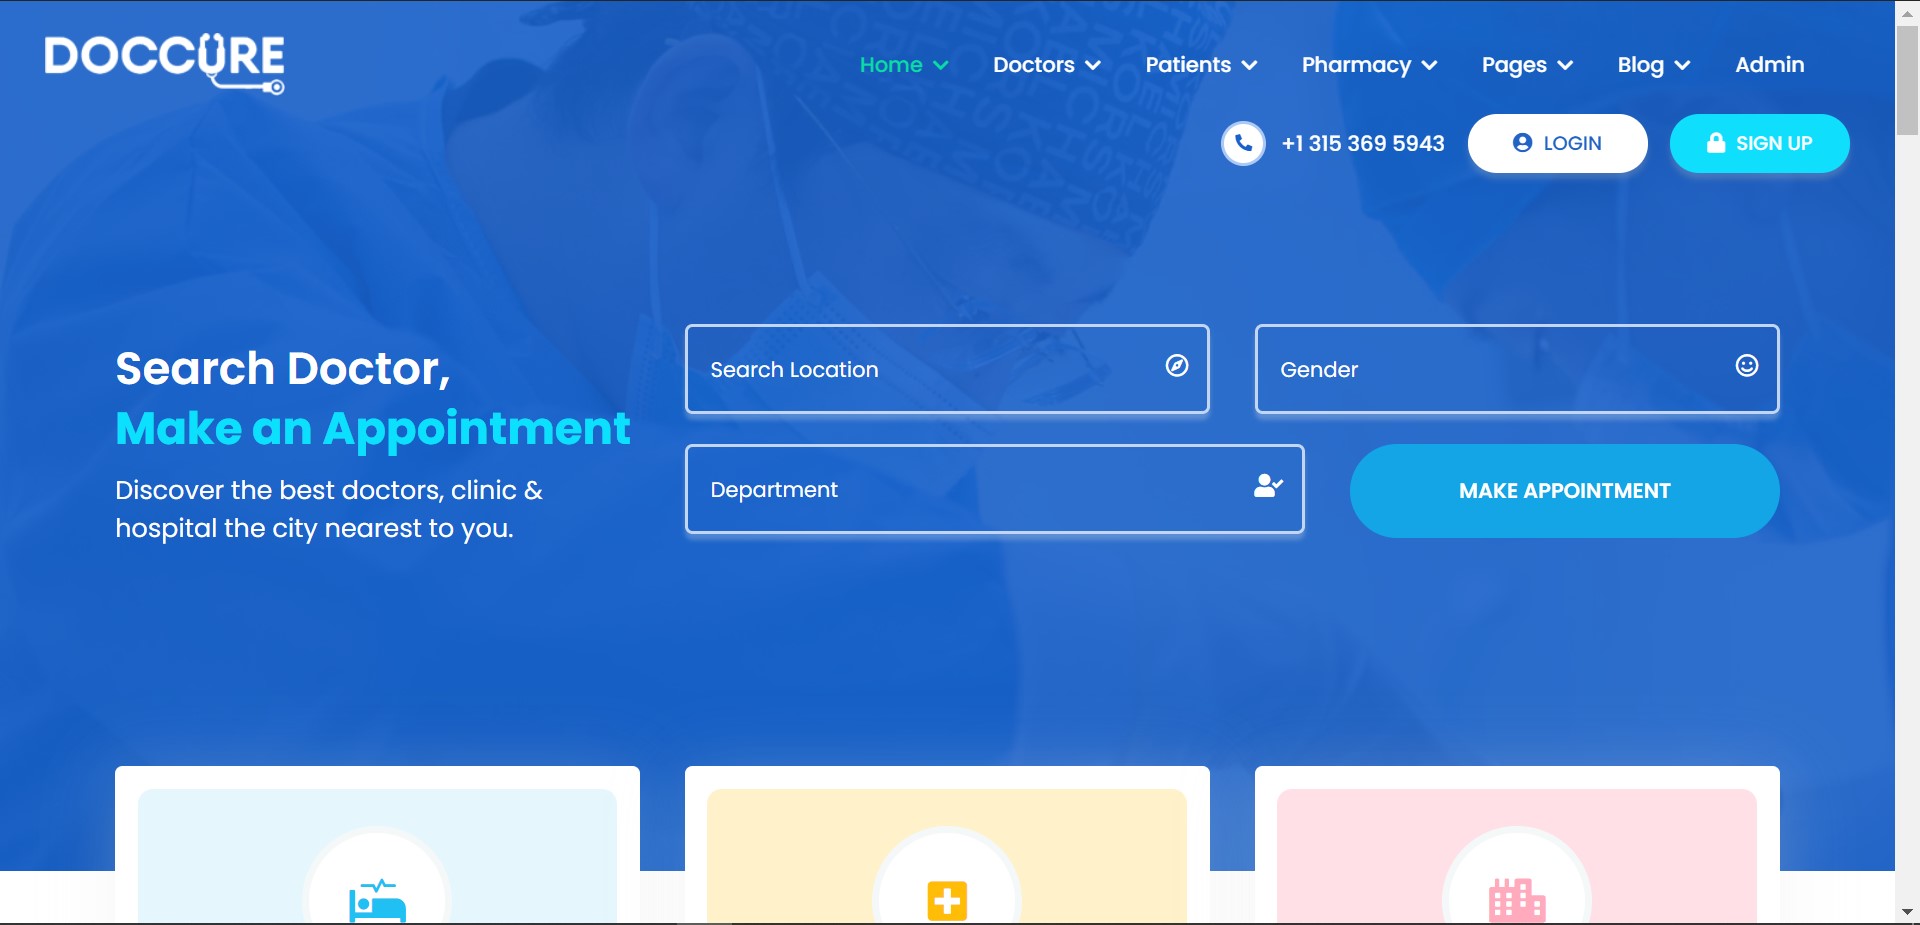 DOCCURE
Home Doctors Patients Pharmacy Pages Blog Admin
+1 315 369 5943 LOGIN SIGN UP
Search Doctor,
Make an Appointment
Discover the best doctors, clinic &
hospital the city nearest to you.
Search Location
Gender
Department
MAKE APPOINTMENT